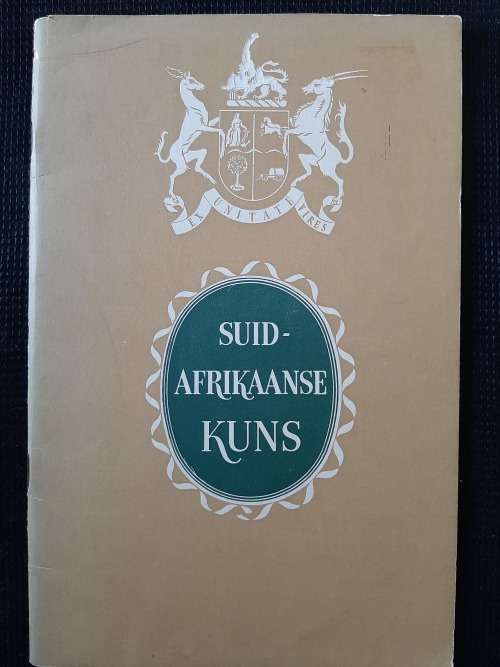 EX UNITATE VIRES
SUID-
AFRIKAANSE
KUNS